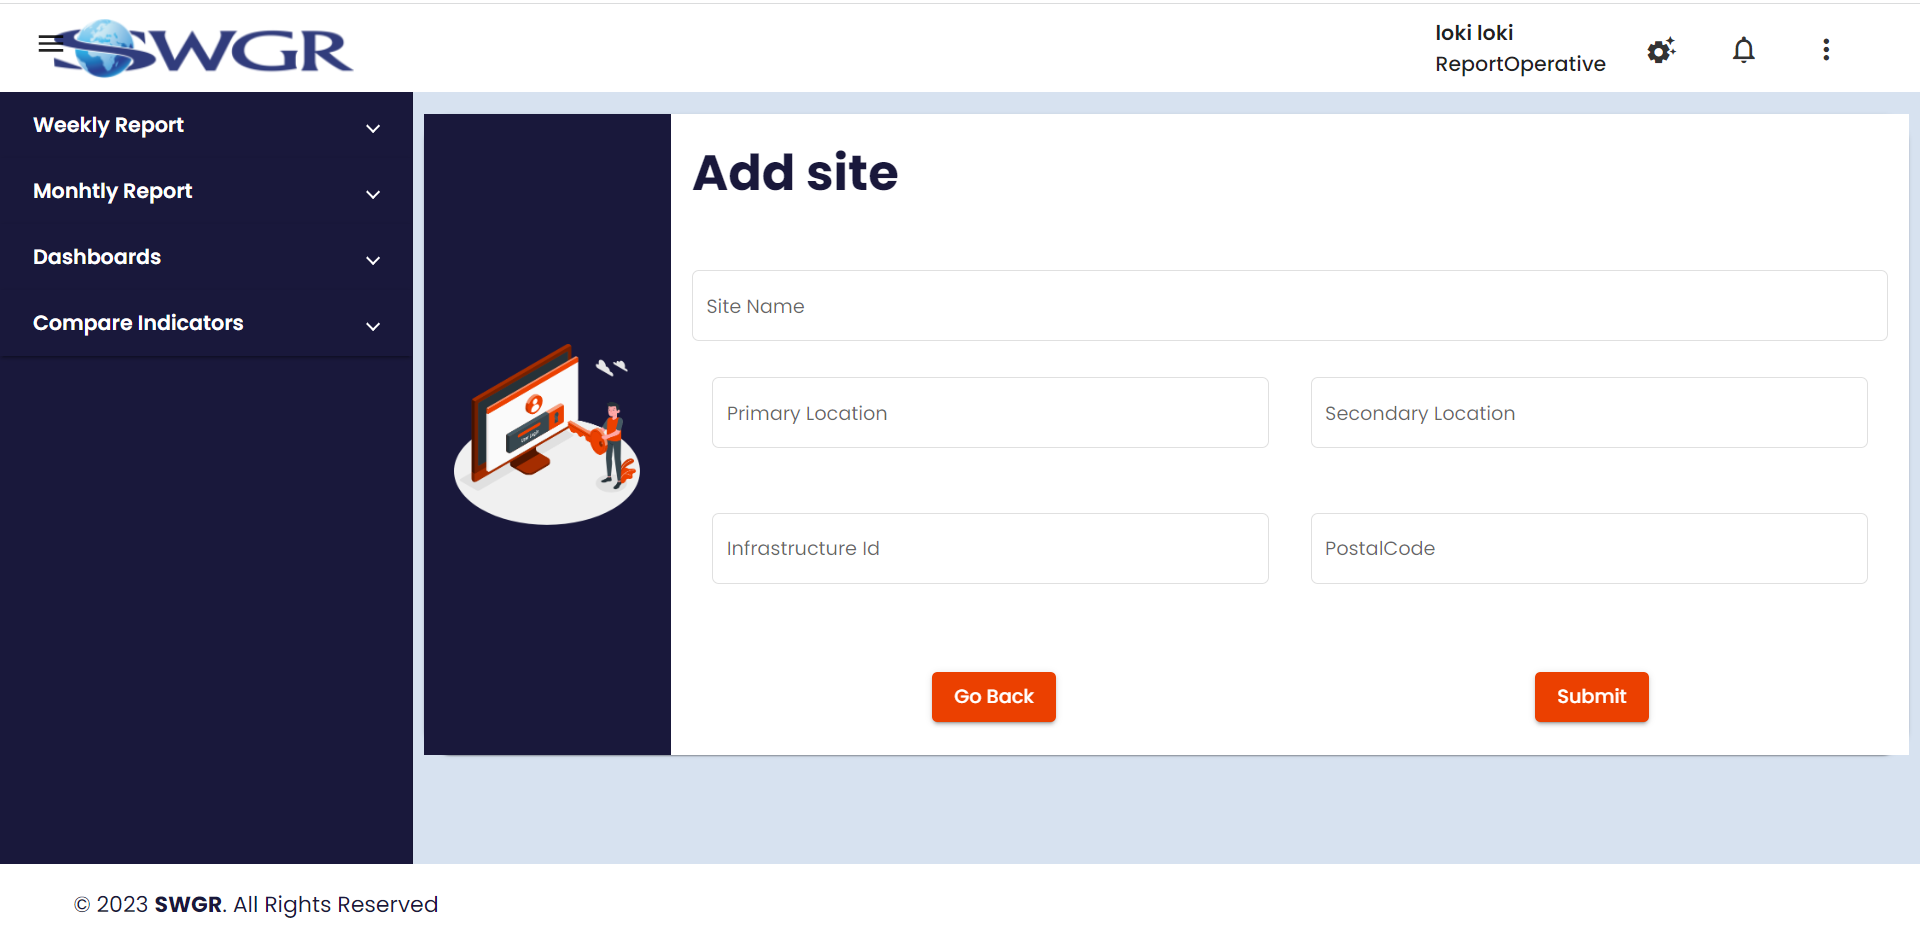 SWGR
loki loki
ReportOperative
Weekly Report
Monhtly Report
Dashboards
Compare Indicators
Add site
Site Name
Primary Location
Secondary Location
Infrastructure Id
PostalCode
Go Back
Submit
© 2023 SWGR. All Rights Reserved